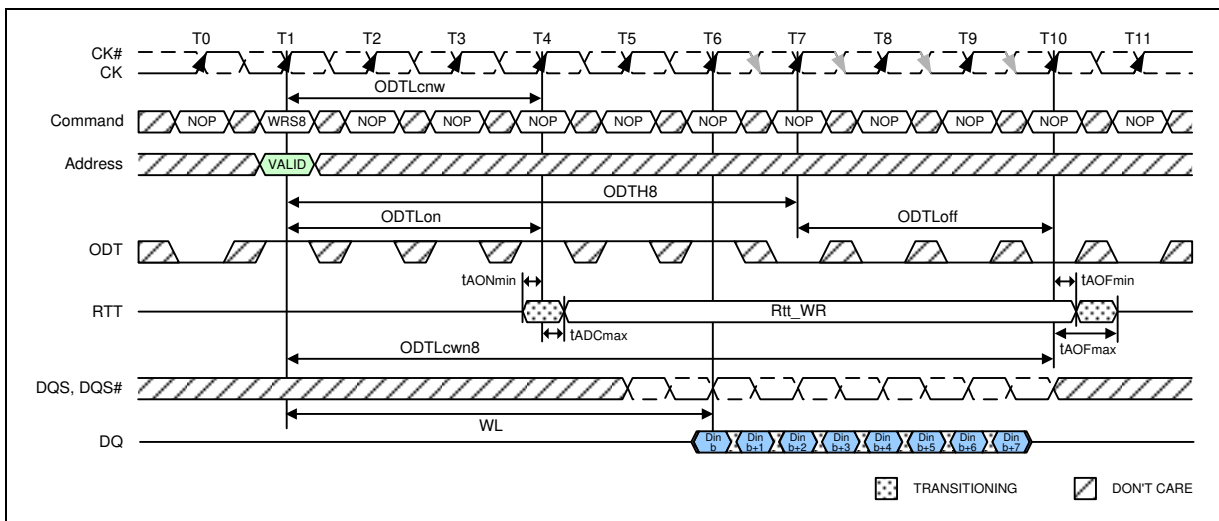 T0 T1 T2 T3 T4 T5 T6 T7 T8 T9 T10 T11
CK#
CK
ODTLcnw
Command NOP WRS8 NOP NOP NOP NOP NOP NOP NOP NOP NOP NOP
Address VALID
ODTH8
ODTLon ODTLoff
ODT
tAONmin tAOFmin
RTT Rtt_WR
tADCmax
ODTLcwn8 tAOFmax
DQS, DQS#
WL
DQ Din b Din b+1 Din b+2 Din b+3 Din b+4 Din b+5 Din b+6 Din b+7
TRANSITIONING DON'T CARE